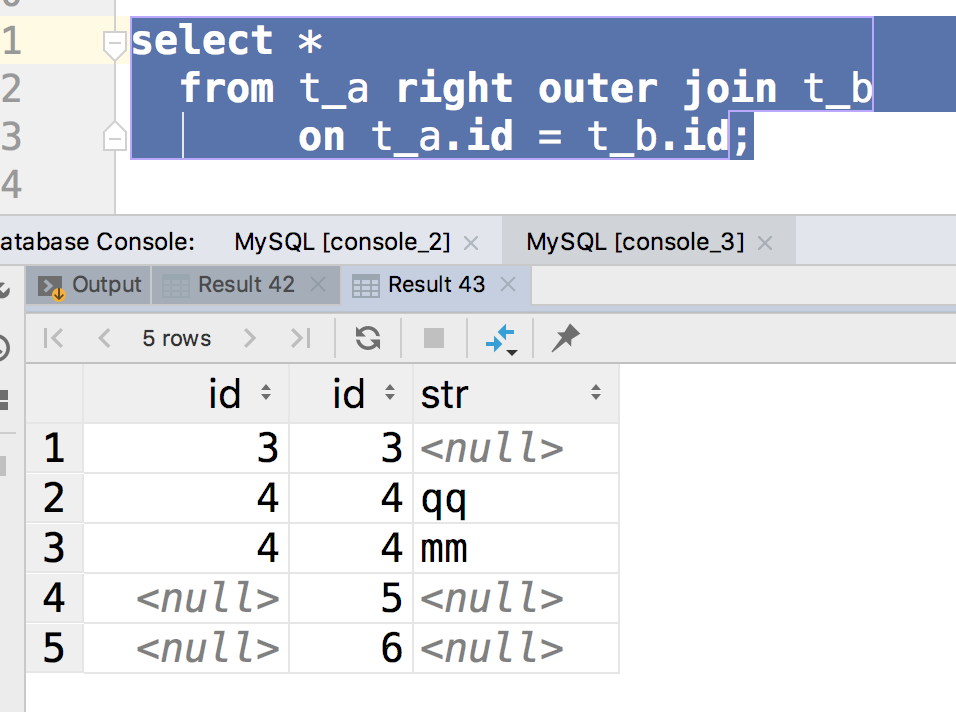 1 select *
2 from t_a right outer join t_b
3 on t_a.id = t_b.id;
4
atabase Console: MySQL [console_2] MySQL [console_3]
Output Result 42 Result 43
5 rows
id id str
1 3 3 <null>
2 4 4 qq
3 4 4 mm
4 <null> 5 <null>
5 <null> 6 <null>